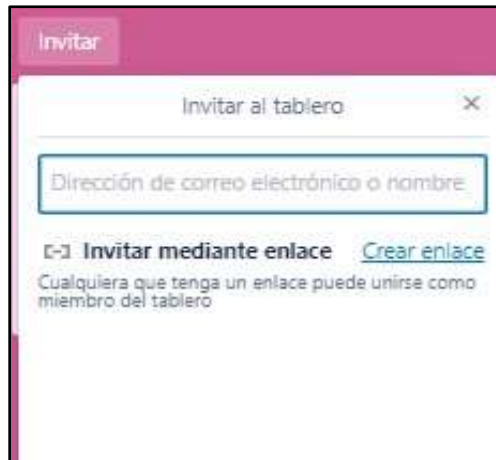 Invitar
Invitar al tablero
Dirección de correo electrónico o nombre
Invitar mediante enlace Crear enlace
Cualquiera que tenga un enlace puede unirse como
miembro del tablero